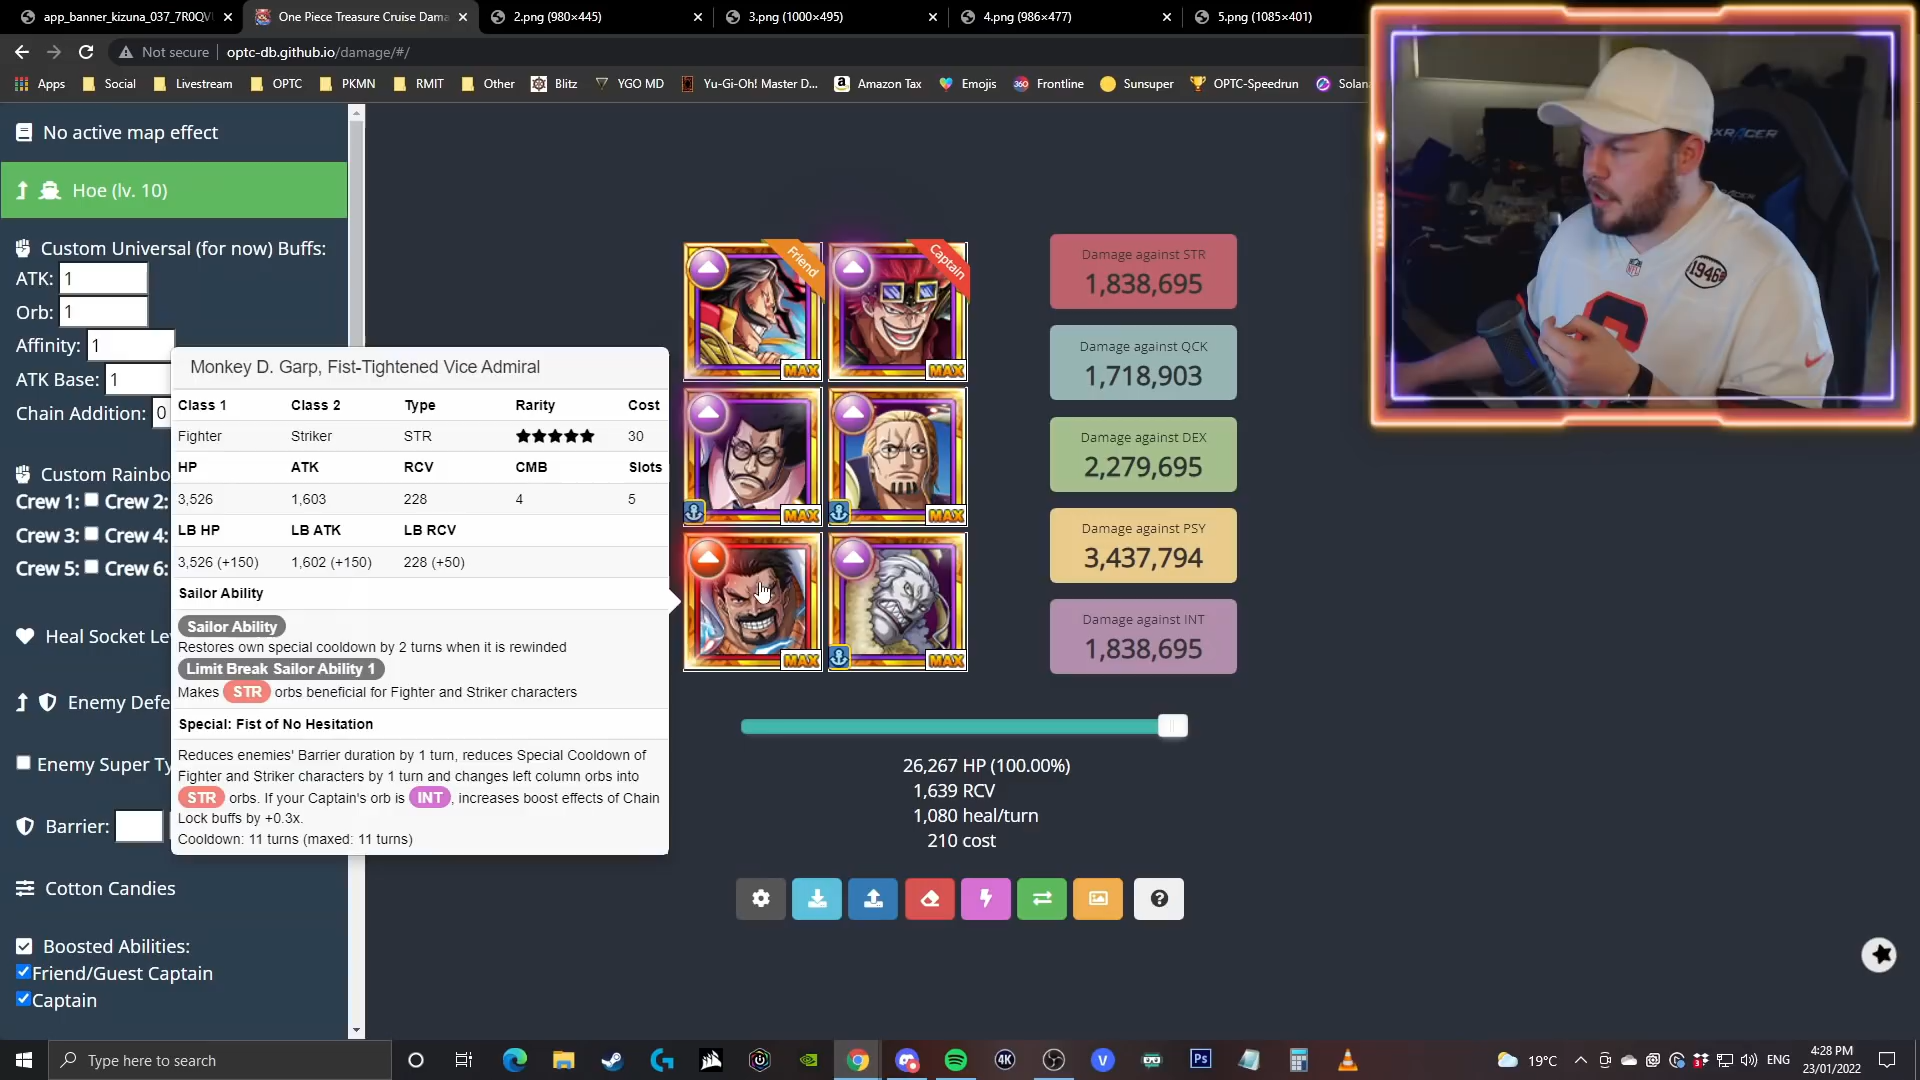 app_banner_kizuna_037_7R0QV
One Piece Treasure Cruise Dama
2.png (980×445)
3.png (1000×495)
4.png (986×477)
5.png (1085×401)
Not secure
optc-db.github.io/damage/#/
Apps
Social
Livestream
OPTC
PKMN
RMIT
Other
Blitz
YGO MD
Yu-Gi-Oh! Master D...
Amazon Tax
Emojis
Frontline
Sunsuper
OPTC-Speedrun
Solan
No active map effect
Hoe (lv. 10)
Custom Universal (for now) Buffs:
ATK: 1
Orb: 1
Affinity: 1
ATK Base: 1
Chain Addition: 0
Custom Rainbo
Crew 1: Crew 2:
Crew 3: Crew 4:
Crew 5: Crew 6:
Heal Socket Le
Enemy Defe
Enemy Super Ty
Barrier:
Cotton Candies
Boosted Abilities:
Friend/Guest Captain
Captain
Monkey D. Garp, Fist-Tightened Vice Admiral
Class 1 Class 2 Type Rarity Cost
Fighter Striker STR ★★★★★ 30
HP ATK RCV CMB Slots
3,526 1,603 228 4 5
LB HP LB ATK LB RCV
3,526 (+150) 1,602 (+150) 228 (+50)
Sailor Ability
Sailor Ability
Restores own special cooldown by 2 turns when it is rewinded
Limit Break Sailor Ability 1
Makes STR orbs beneficial for Fighter and Striker characters
Special: Fist of No Hesitation
Reduces enemies' Barrier duration by 1 turn, reduces Special Cooldown of
Fighter and Striker characters by 1 turn and changes left column orbs into
STR orbs. If your Captain's orb is INT, increases boost effects of Chain
Lock buffs by +0.3x.
Cooldown: 11 turns (maxed: 11 turns)
Friend
Captain
MAX
MAX
MAX
MAX
MAX
MAX
Damage against STR
1,838,695
Damage against QCK
1,718,903
Damage against DEX
2,279,695
Damage against PSY
3,437,794
Damage against INT
1,838,695
26,267 HP (100.00%)
1,639 RCV
1,080 heal/turn
210 cost
DXRACER
NFL
1946
Type here to search
19°C
ENG
4:28 PM
23/01/2022